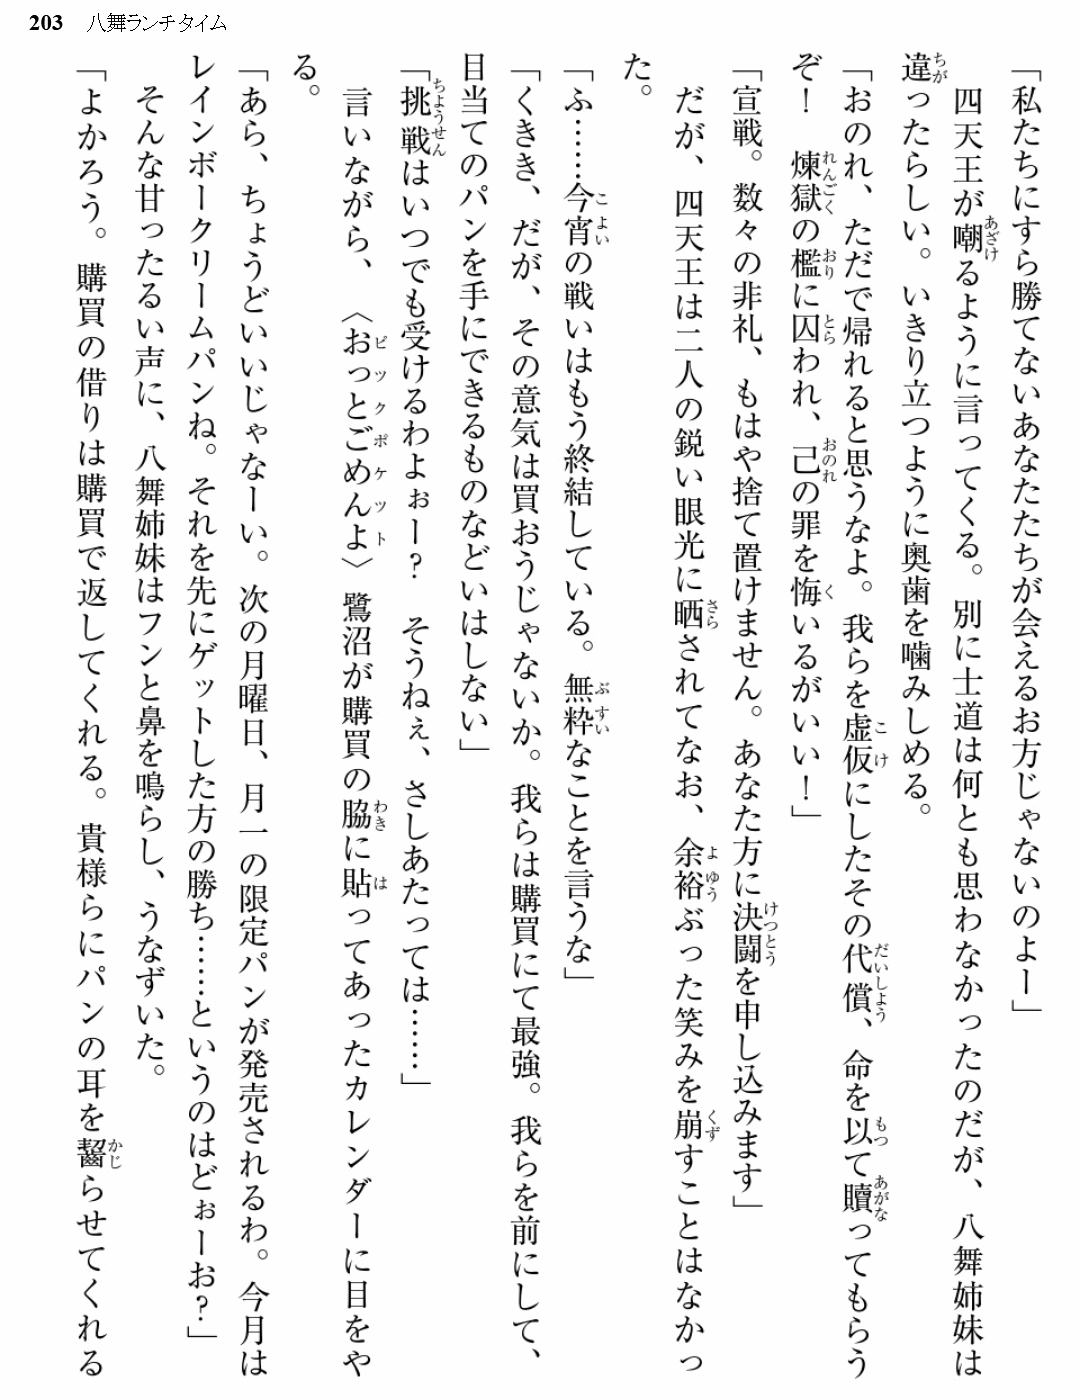 203 八舞ランチタイム
「私たちにすら勝てないあなたたちが会えるお方じゃないのよー」
四天王が嘲るように言ってくる。別に士道は何とも思わなかったのだが、八舞姉妹は
違ったらしい。いきり立つように奥歯を噛みしめる。
「おのれ、ただで帰れると思うなよ。我らを虚仮にしたその代償、命を以て贖ってもらう
ぞ！　煉獄の檻に囚われ、己の罪を悔いるがいい！」
「宣戦。数々の非礼、もはや捨て置けません。あなた方に決闘を申し込みます」
だが、四天王は二人の鋭い眼光に晒されてなお、余裕ぶった笑みを崩すことはなかっ
た。
「ふ……今宵の戦いはもう終結している。無粋なことを言うな」
「くきき、だが、その意気は買おうじゃないか。我らは購買にて最強。我らを前にして、
目当てのパンを手にできるものなどいはしない」
「挑戦はいつでも受けるわよぉー？　そうねぇ、さしあたっては……」
言いながら、〈おっとごめんよ〉鷺沼が購買の脇に貼ってあったカレンダーに目をや
る。
「あら、ちょうどいいじゃなーい。次の月曜日、月一の限定パンが発売されるわ。今月は
レインボークリームパンね。それを先にゲットした方の勝ち……というのはどぉーお？」
そんな甘ったるい声に、八舞姉妹はフンと鼻を鳴らし、うなずいた。
「よかろう。購買の借りは購買で返してくれる。貴様らにパンの耳を齧らせてくれる